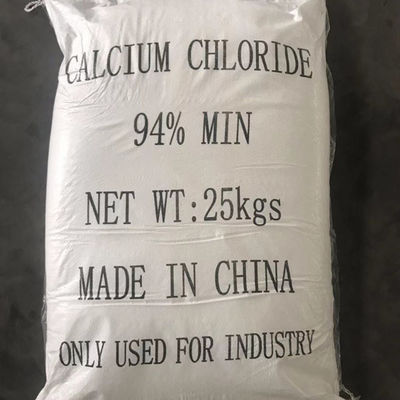 CALCIUM CHLORIDE
94% MIN
NET WT:25kgs
MADE IN CHINA
ONLY USED FOR INDUSTRY